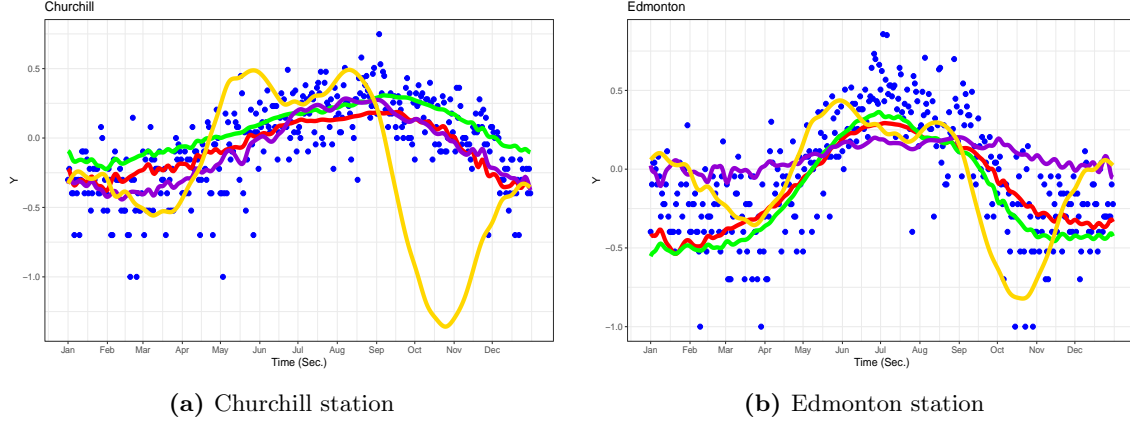 Churchill
Y
0.5
0.0
−0.5
−1.0
Jan Feb Mar Apr May Jun Jul Aug Sep Oct Nov Dec
Time (Sec.)
(a) Churchill station
Edmonton
Y
0.5
0.0
−0.5
−1.0
Jan Feb Mar Apr May Jun Jul Aug Sep Oct Nov Dec
Time (Sec.)
(b) Edmonton station